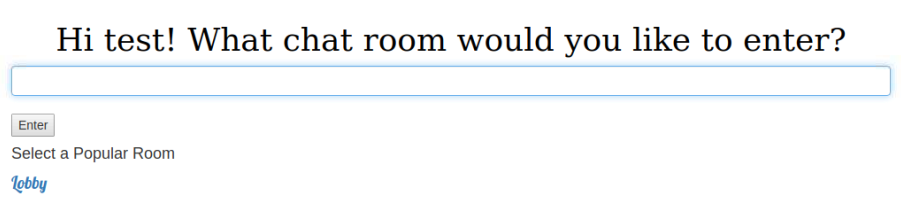 Hi test! What chat room would you like to enter?
Enter
Select a Popular Room
Lobby